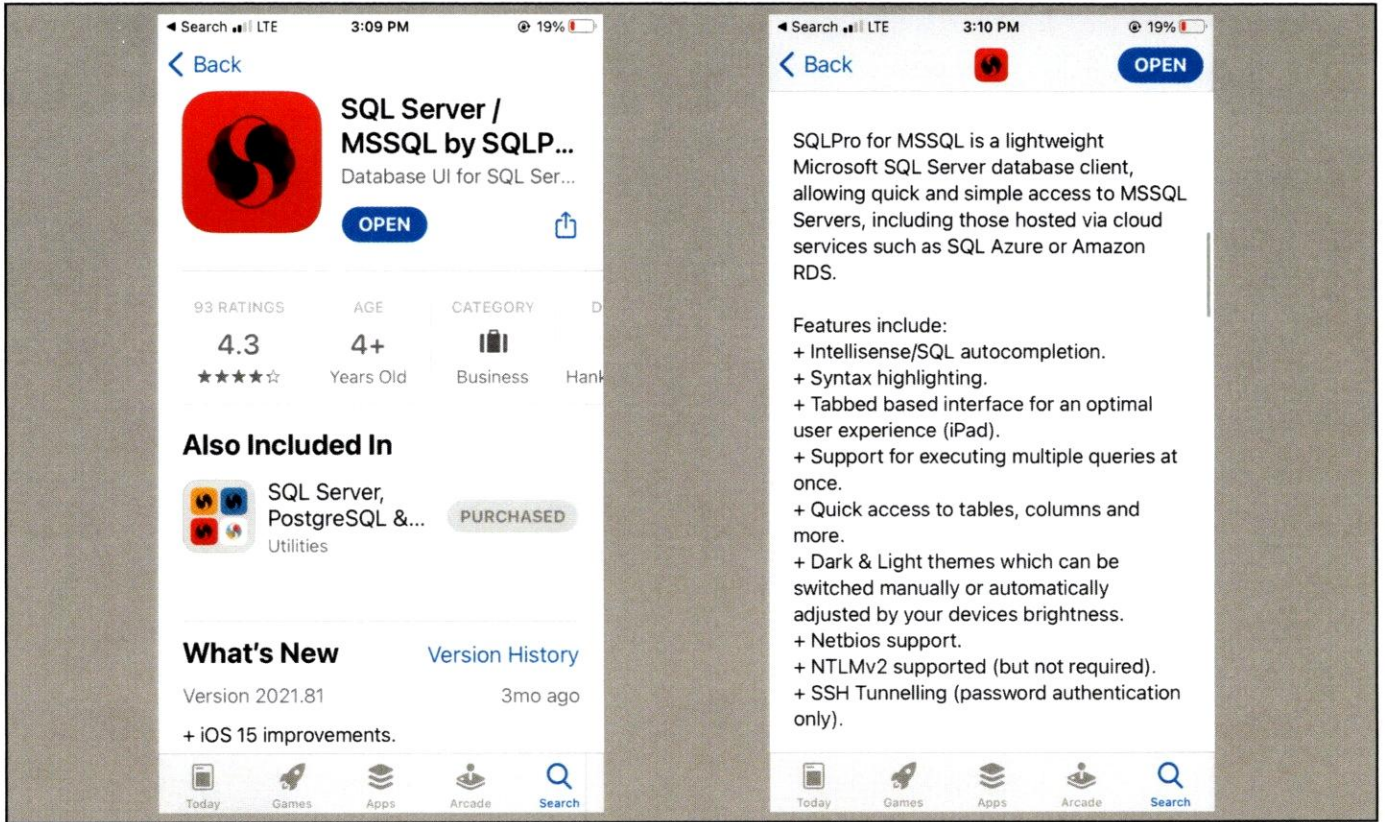 Search LTE 3:09 PM 19%
Back
SQL Server /
MSSQL by SQLP...
Database UI for SQL Ser...
OPEN
93 RATINGS AGE CATEGORY D
4.3 4+
Years Old Business Hank
Also Included In
SQL Server,
PostgreSQL &...
PURCHASED
Utilities
What's New Version History
Version 2021.81 3mo ago
+ iOS 15 improvements.
Today Games Apps Arcade Search
Search LTE 3:10 PM 19%
Back OPEN
SQLPro for MSSQL is a lightweight
Microsoft SQL Server database client,
allowing quick and simple access to MSSQL
Servers, including those hosted via cloud
services such as SQL Azure or Amazon
RDS.
Features include:
+ Intellisense/SQL autocompletion.
+ Syntax highlighting.
+ Tabbed based interface for an optimal
user experience (iPad).
+ Support for executing multiple queries at
once.
+ Quick access to tables, columns and
more.
+ Dark & Light themes which can be
switched manually or automatically
adjusted by your devices brightness.
+ Netbios support.
+ NTLMv2 supported (but not required).
+ SSH Tunnelling (password authentication
only).
Today Games Apps Arcade Search